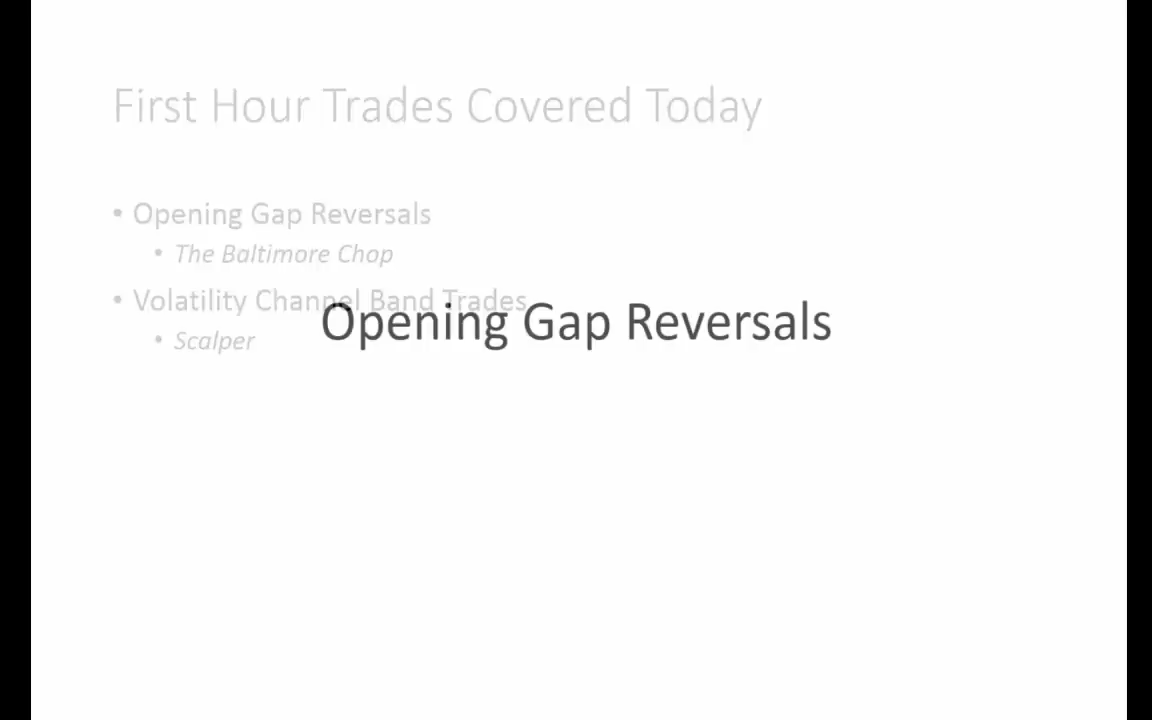 First Hour Trades Covered Today
• Opening Gap Reversals
• The Baltimore Chop
• Volatility Channel Band Trades
Opening Gap Reversals
• Scalper